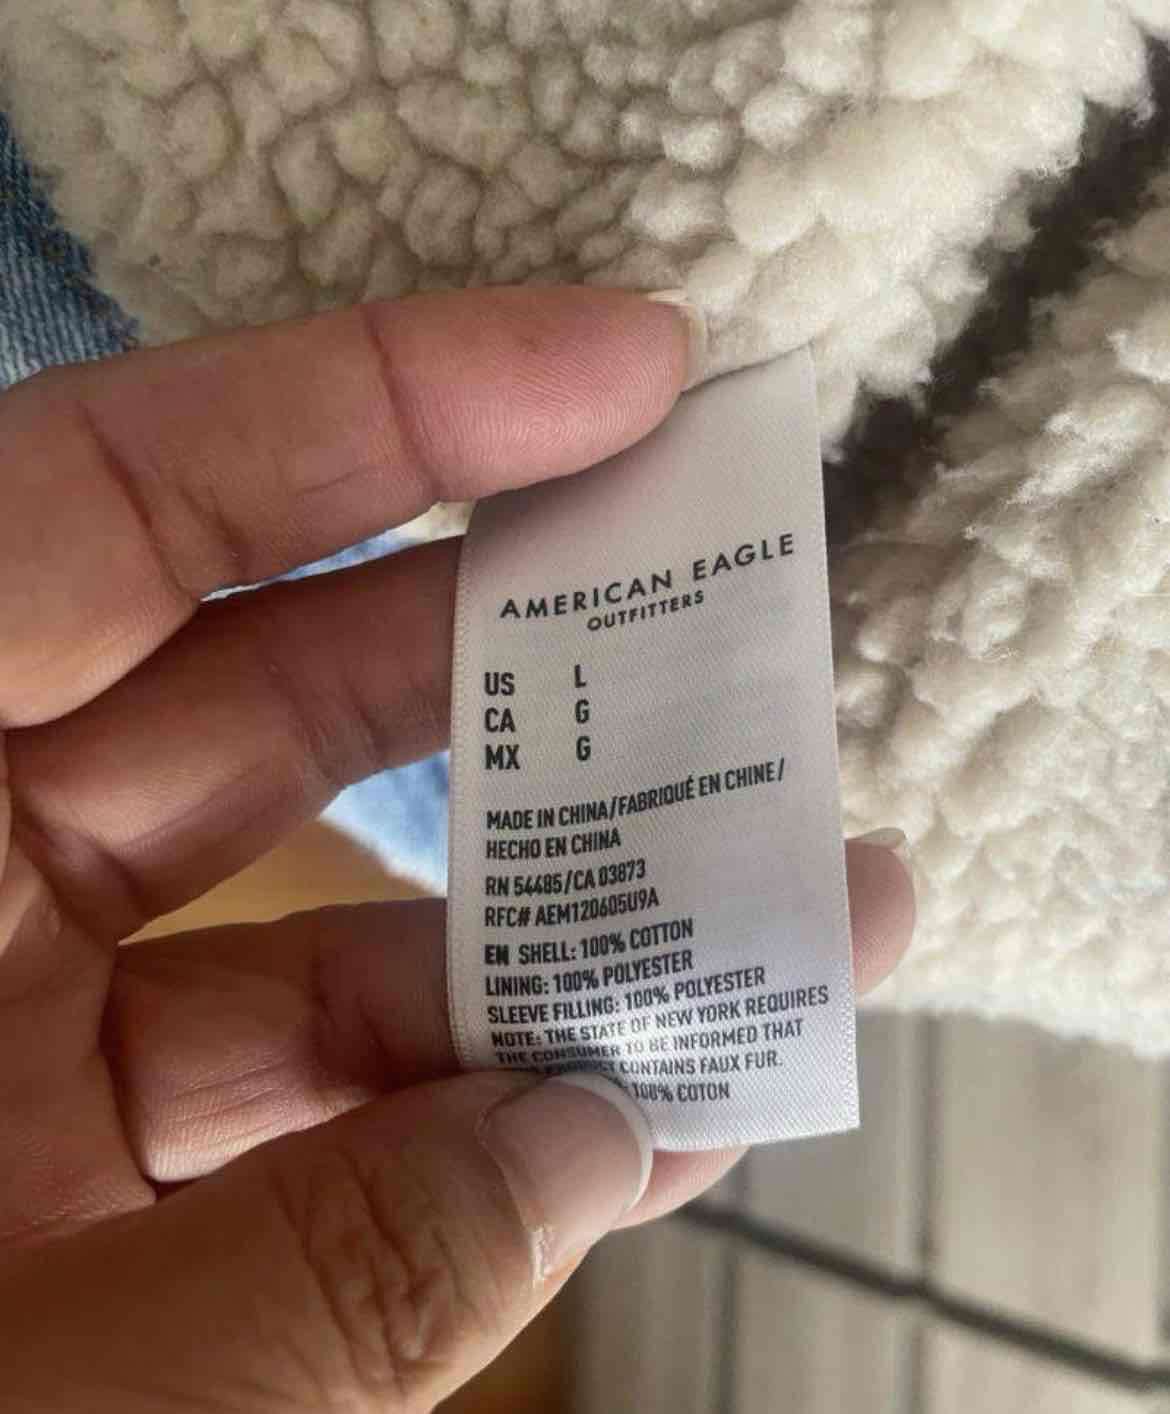 AMERICAN EAGLE
OUTFITTERS
US L
CA G
MX G
MADE IN CHINA/FABRIQUÉ EN CHINE/
HECHO EN CHINA
RN 54485/CA 03873
RFC# AEM120605U9A
EN SHELL: 100% COTTON
LINING: 100% POLYESTER
SLEEVE FILLING: 100% POLYESTER
NOTE: THE STATE OF NEW YORK REQUIRES
THE CONSUMER TO BE INFORMED THAT
CONTAINS FAUX FUR.
100% COTON